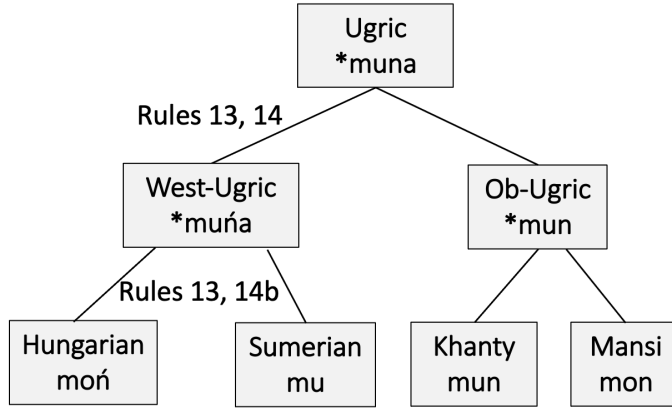 Ugric
*muna
Rules 13, 14
West-Ugric
*muńa
Ob-Ugric
*mun
Rules 13, 14b
Hungarian
moń
Sumerian
mu
Khanty
mun
Mansi
mon